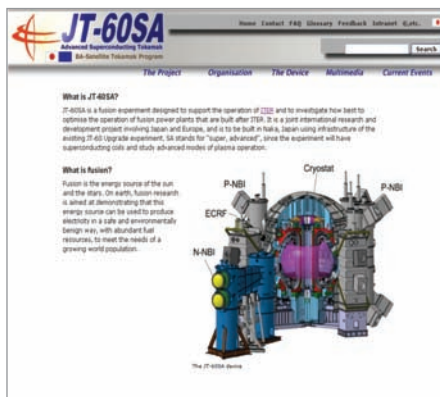 JT-60SA
Advanced Superconducting Tokamak
BA-Satellite Tokamak Program
Home Contact FAQ Glossary Feedback Intranet Q,etc.
Search
The Project Organisation The Device Multimedia Current Events
What is JT-60SA?
JT-60SA is a fusion experiment designed to support the operation of ITER and to investigate how best to
optimise the operation of fusion power plants that are built after ITER. It is a joint international research and
development project involving Japan and Europe, and is to be built in Naka, Japan using infrastructure of the
existing JT-60 Upgrade experiment. SA stands for "super, advanced", since the experiment will have
superconducting coils and study advanced modes of plasma operation.
What is fusion?
Fusion is the energy source of the sun
and the stars. On earth, fusion research
is aimed at demonstrating that this
energy source can be used to produce
electricity in a safe and environmentally
benign way, with abundant fuel
resources, to meet the needs of a
growing world population.
Cryostat
P-NBI
P-NBI
ECRF
N-NBI
The JT-60SA device